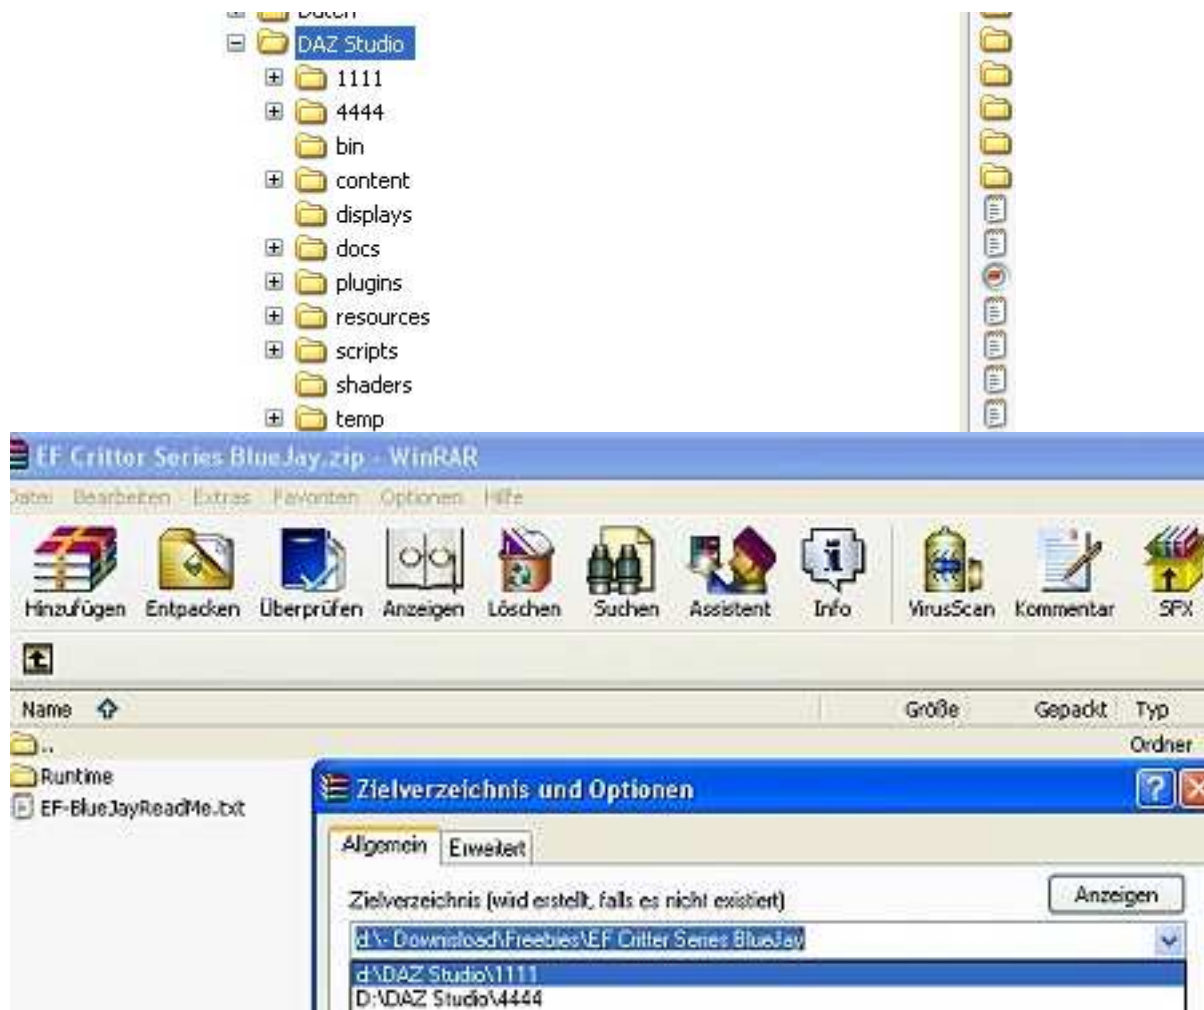 Daten
DAZ Studio
1111
4444
bin
content
displays
docs
plugins
resources
scripts
shaders
temp
EF Critter Series BlueJay.zip - WinRAR
Datei Bearbeiten Extras Favoriten Optionen Hilfe
Hinzufügen Entpacken Überprüfen Anzeigen Löschen Suchen Assistent Info VirusScan Kommentar SFX
Name Größe Gepackt Typ
.. Ordner
Runtime
EF-BlueJayReadMe.txt
Zielverzeichnis und Optionen
Allgemein Erweitert
Zielverzeichnis (wird erstellt, falls es nicht existiert)
Anzeigen
d:\- Downisload\Freebies\EF Critter Series BlueJay
d:\DAZ Studio\1111
D:\DAZ Studio\4444